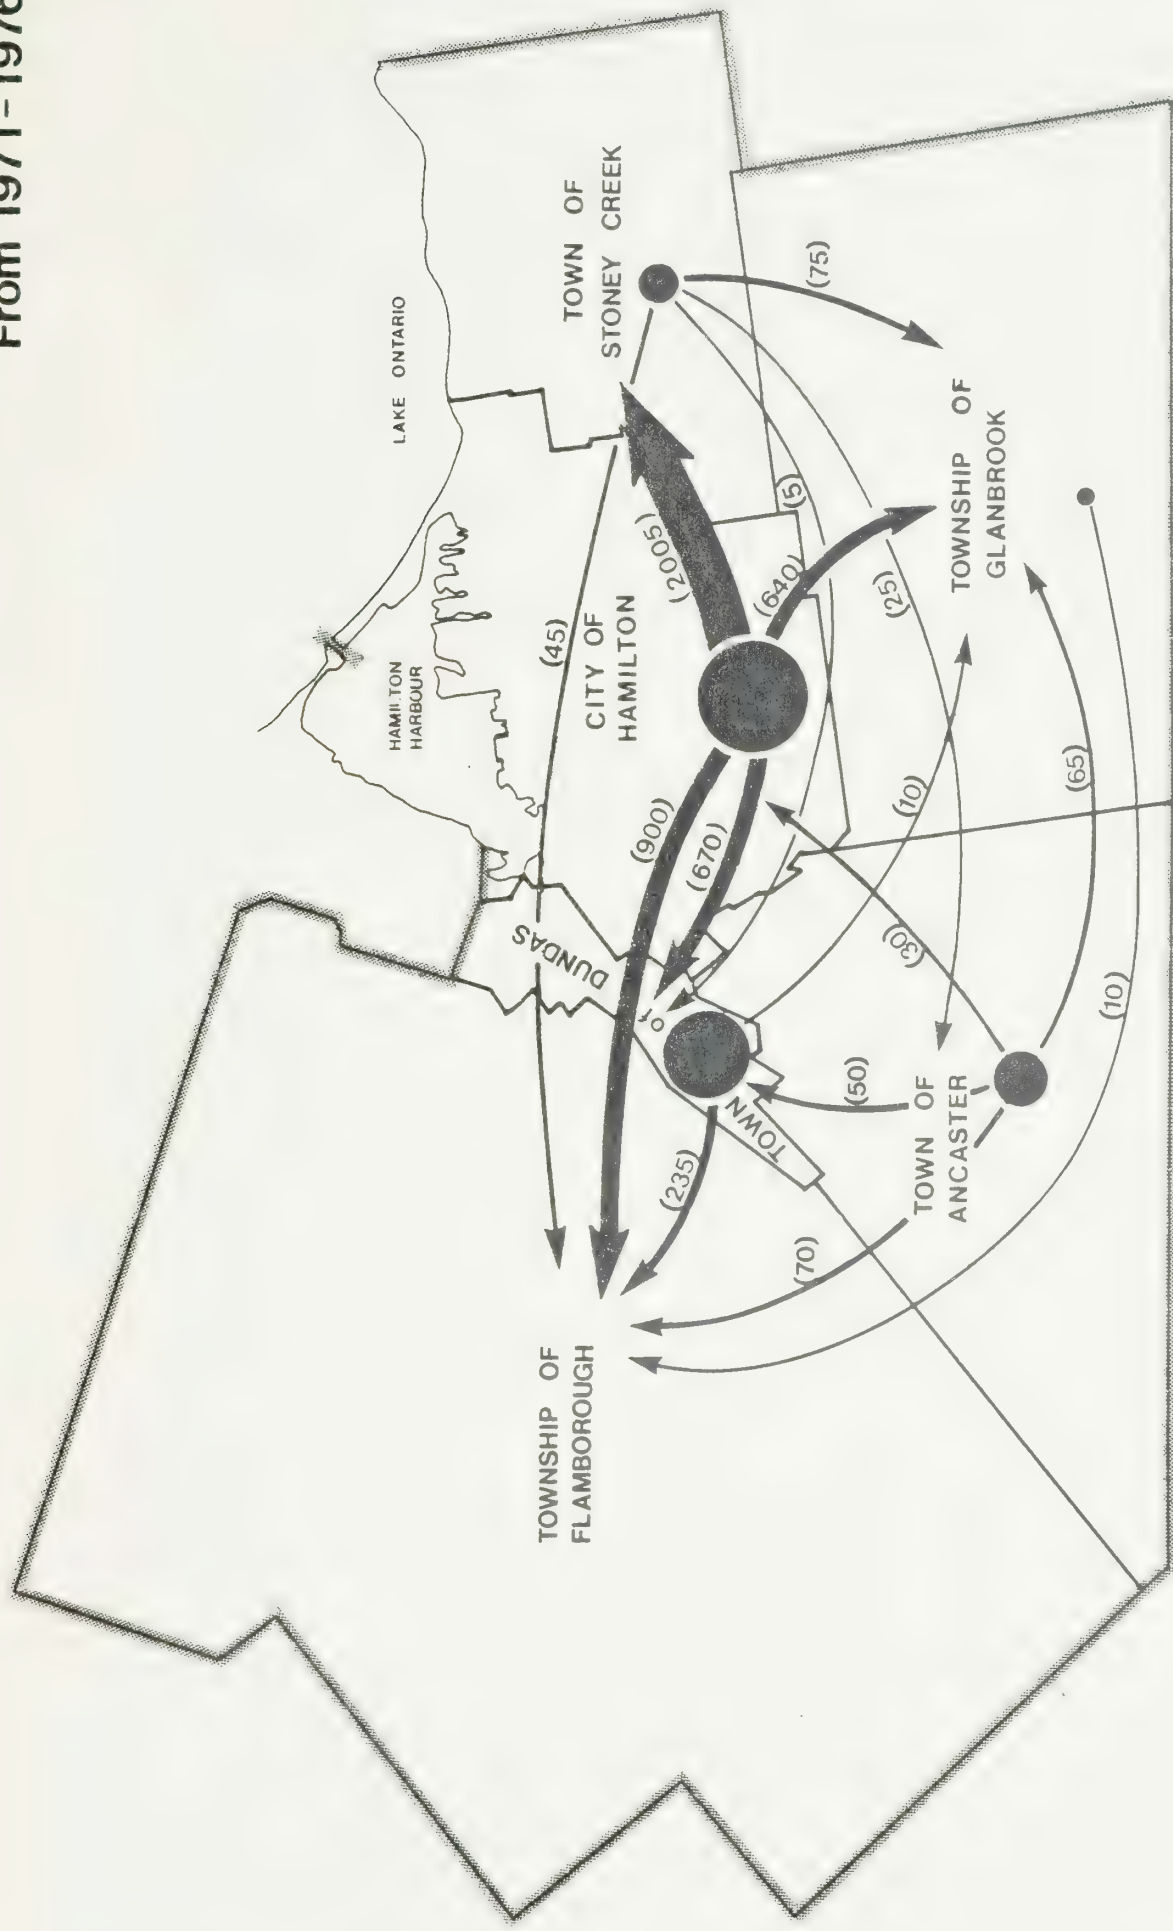 From 1971 - 1976
LAKE ONTARIO
HAMILTON
HARBOUR
TOWN OF
STONEY CREEK
CITY OF
HAMILTON
TOWNSHIP OF
FLAMBOROUGH
TOWN of DUNDAS
TOWN OF
ANCASTER
TOWNSHIP OF
GLANBROOK
(45)
(2005)
(75)
(5)
(640)
(25)
(900)
(670)
(10)
(30)
(65)
(50)
(235)
(70)
(10)